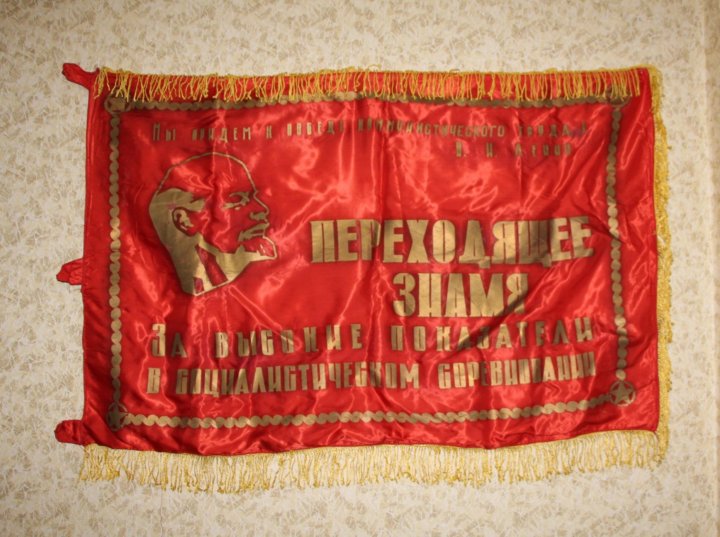 Мы придем к победе коммунистического труда!
В. И. Ленин
ПЕРЕХОДЯЩЕЕ
ЗНАМЯ
За высокие показатели
в социалистическом соревновании